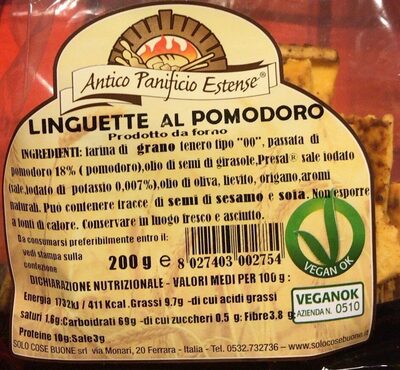 Antico Panificio Estense®
LINGUETTE AL POMODORO
Prodotto da forno
INGREDIENTI: farina di grano tenero tipo "00", passata di
pomodoro 18% ( pomodoro),olio di semi di girasole,Presal® sale iodato
(sale,iodato di potassio 0,007%),olio di oliva, lievito, origano,aromi
naturali. Può contenere tracce di semi di sesamo e soia. Non esporre
a fonti di calore. Conservare in luogo fresco e asciutto.
Da consumarsi preferibilmente entro il:
vedi stampa sulla
confezione
200 g e
8 027403 002754
DICHIARAZIONE NUTRIZIONALE - VALORI MEDI PER 100 g :
Energia 1732kJ / 411 Kcal .Grassi 9.7g -di cui acidi grassi
saturi 1.6g:Carboidrati 69g -di cui zuccheri 0.5 g: Fibre3,8 g:
Proteine 10g:Sale3g
SOLO COSE BUONE srl via Monari, 20 Ferrara - Italia - Tel. 0532.732736 - www.solocosebuone.it
VEGAN OK
VEGANOK
AZIENDA N. 0510